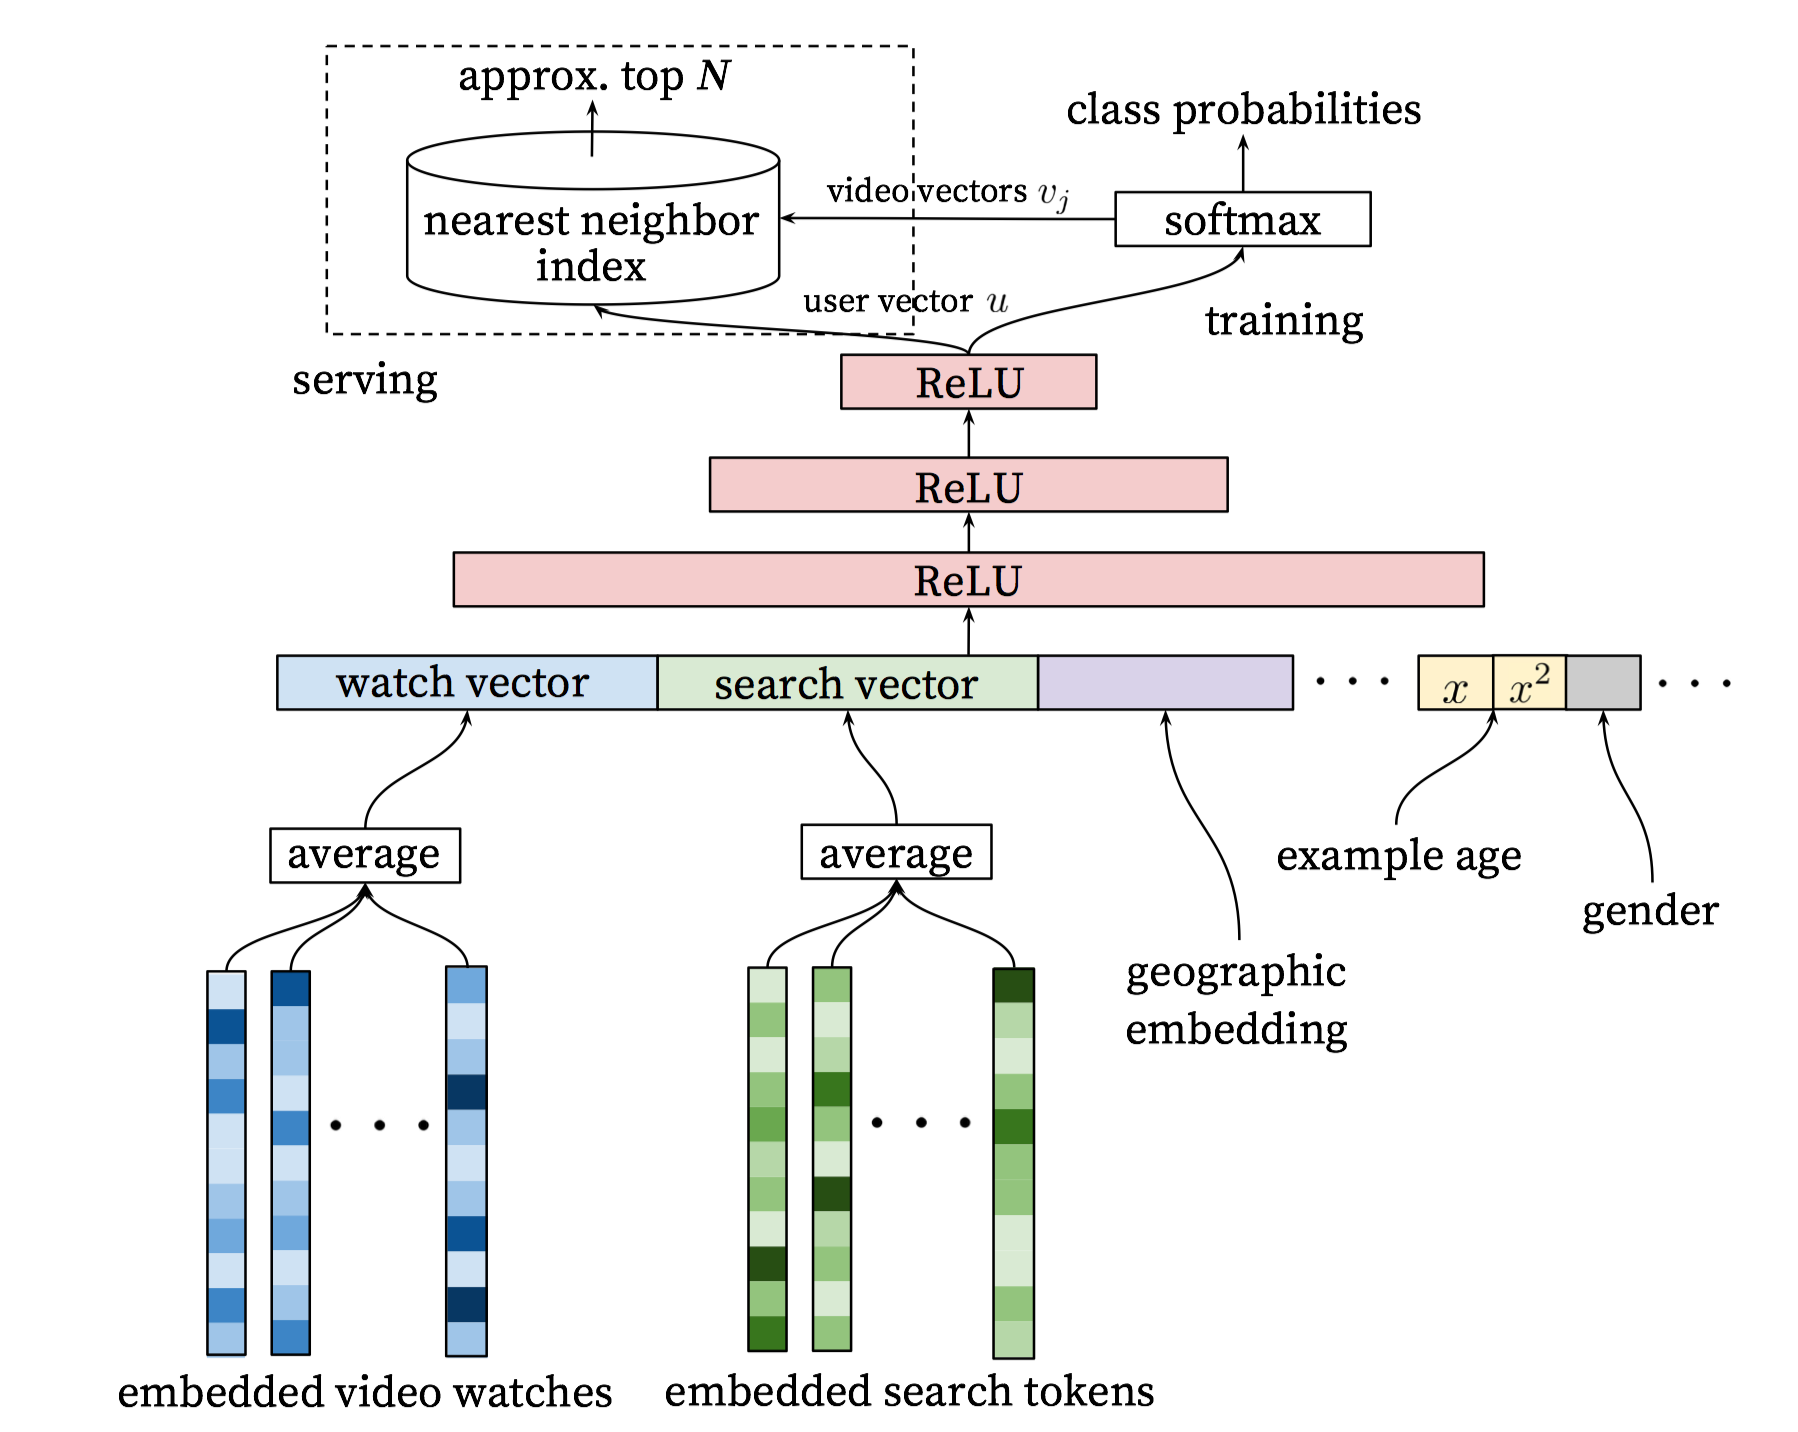 approx. top N
class probabilities
video vectors v_j
softmax
nearest neighbor
index
user vector u
training
serving
ReLU
ReLU
ReLU
watch vector
search vector
. . .
x
x²
. . .
average
average
example age
gender
geographic
embedding
. . .
. . .
embedded video watches
embedded search tokens